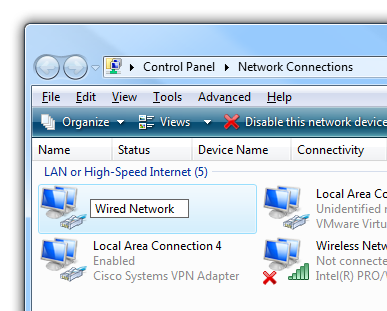 Control Panel Network Connections
File Edit View Tools Advanced Help
Organize Views Disable this network device
Name Status Device Name Connectivity
LAN or High-Speed Internet (5)
Wired Network
Local Area Co
Unidentified n
VMware Virtu
Local Area Connection 4
Enabled
Cisco Systems VPN Adapter
Wireless Netw
Not connecte
Intel(R) PRO/W